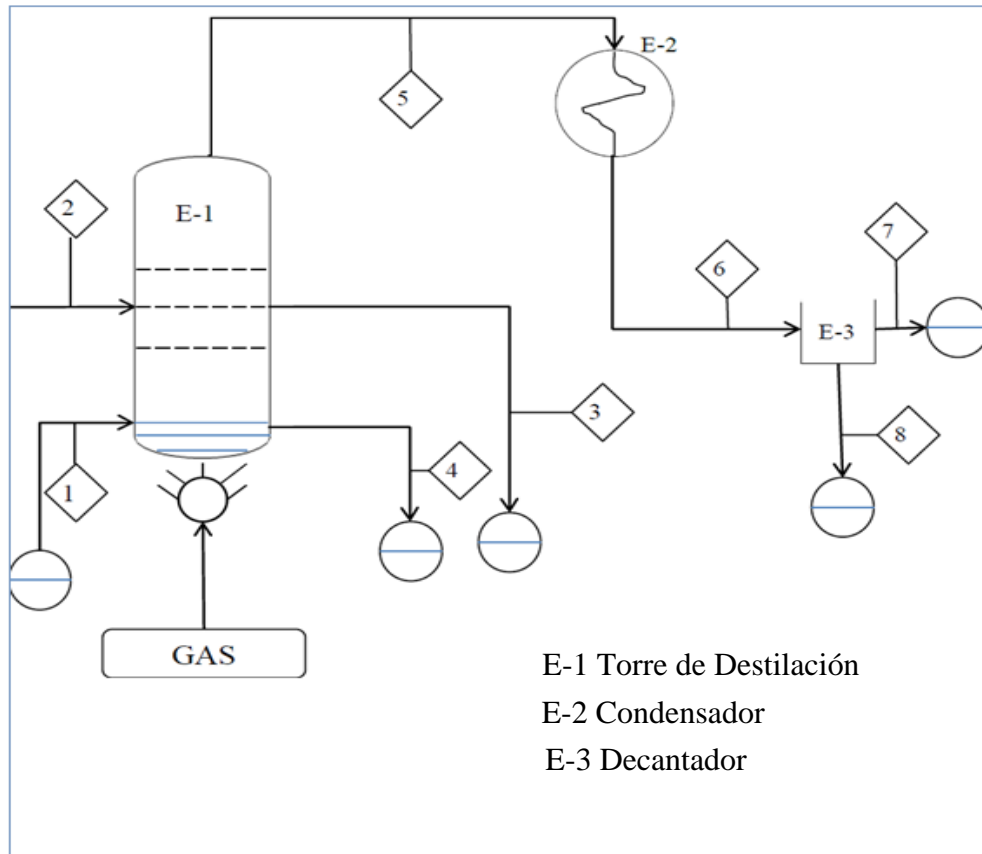 E-2
5
2
E-1
7
6
E-3
3
8
4
1
GAS
E-1 Torre de Destilación
E-2 Condensador
E-3 Decantador